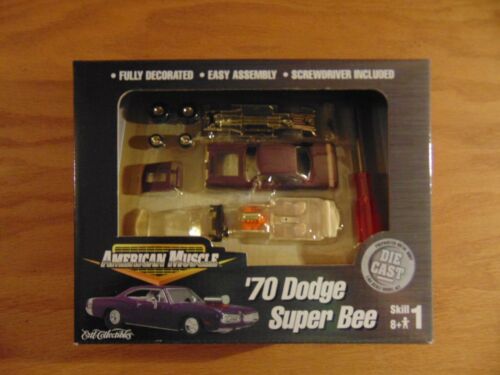 • FULLY DECORATED • EASY ASSEMBLY • SCREWDRIVER INCLUDED
AMERICAN MUSCLE
DIE
CAST
'70 Dodge
Super Bee
Skill
8+ 1
Ertl Collectibles